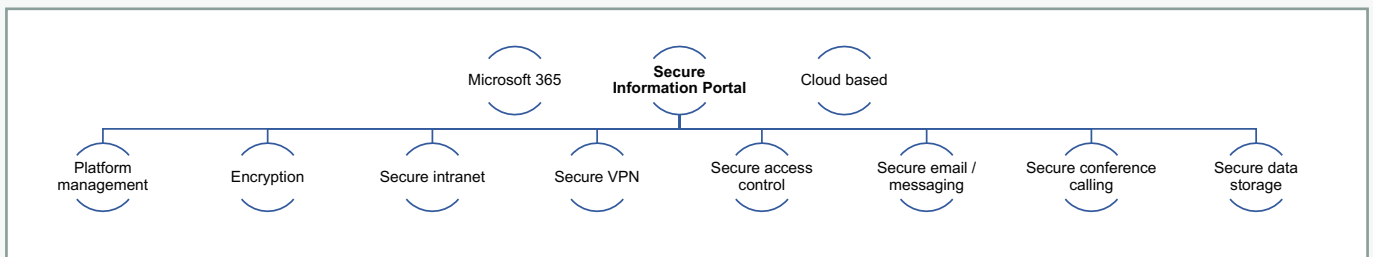 Microsoft 365
Secure
Information Portal
Cloud based
Platform
management
Encryption
Secure intranet
Secure VPN
Secure access
control
Secure email /
messaging
Secure conference
calling
Secure data
storage